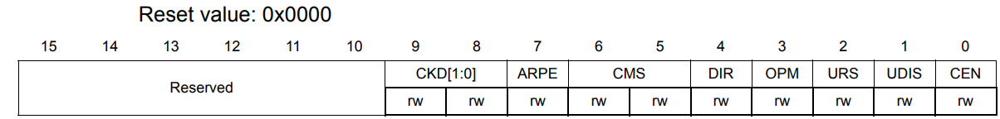 Reset value: 0x0000
15 14 13 12 11 10 9 8 7 6 5 4 3 2 1 0
Reserved CKD[1:0] ARPE CMS DIR OPM URS UDIS CEN
rw rw rw rw rw rw rw rw rw rw